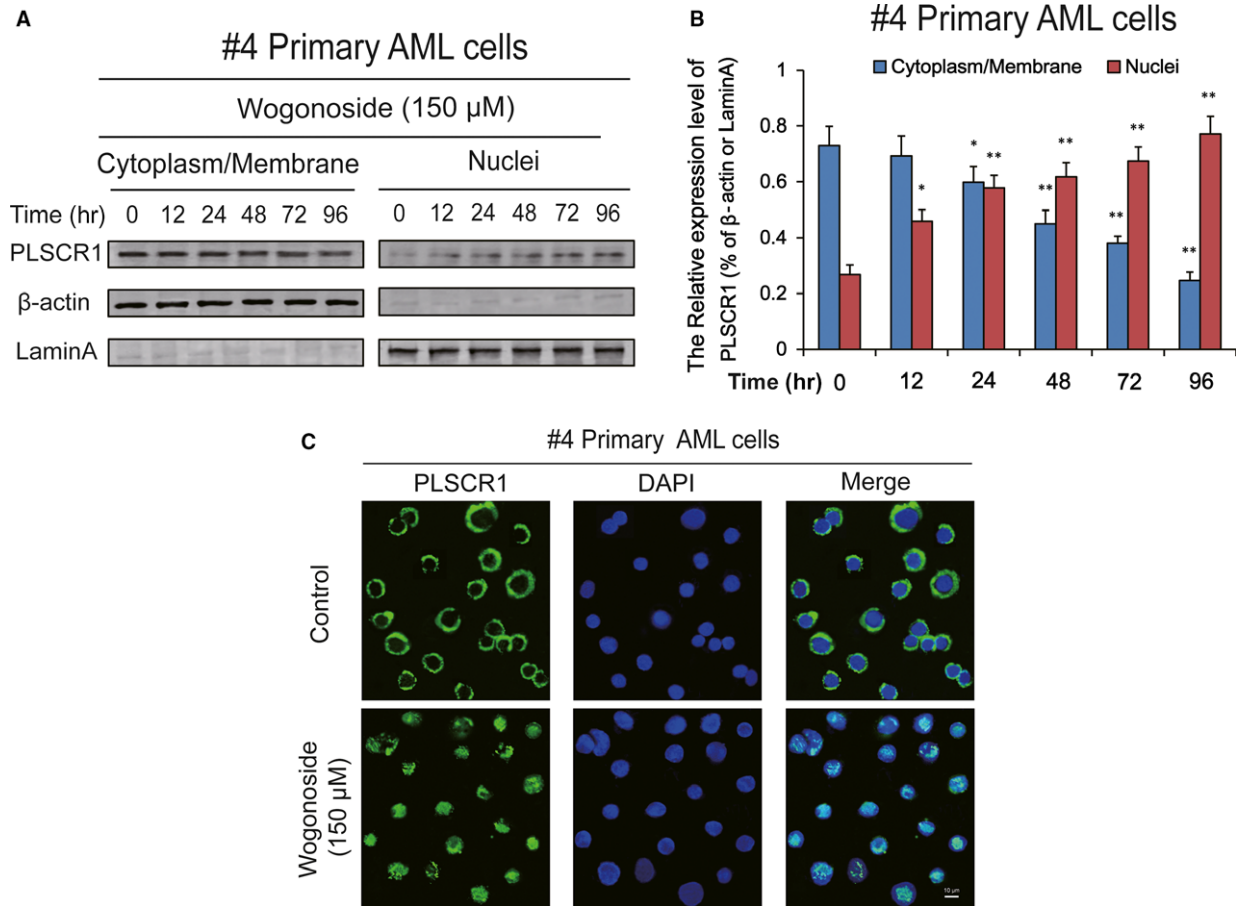 A
#4 Primary AML cells
Wogonoside (150 μM)
Cytoplasm/Membrane Nuclei
Time (hr) 0 12 24 48 72 96 0 12 24 48 72 96
PLSCR1
β-actin
LaminA
B
#4 Primary AML cells
Cytoplasm/Membrane Nuclei
The Relative expression level of
PLSCR1 (% of β-actin or LaminA)
1
0.8
0.6
0.4
0.2
0
* * ** ** ** ** ** ** **
Time (hr) 0 12 24 48 72 96
C
#4 Primary AML cells
PLSCR1 DAPI Merge
Control
Wogonoside
(150 μM)
10 μm